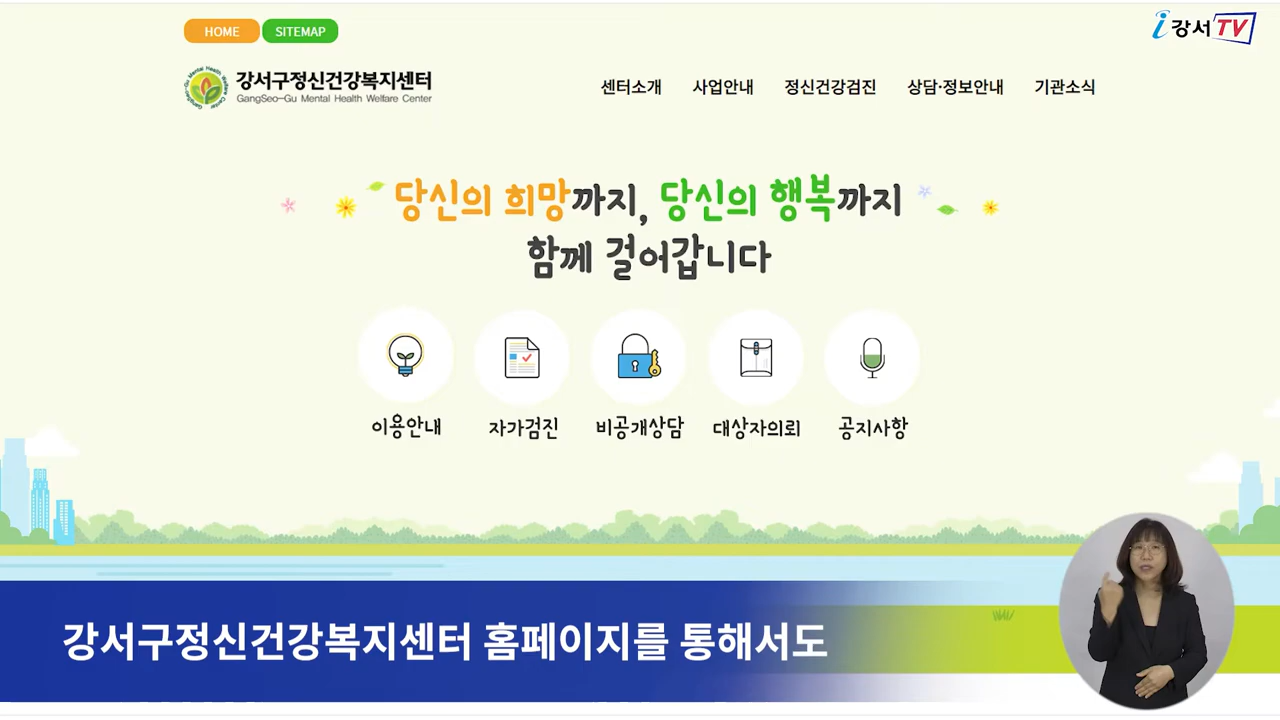 HOME SITEMAP
i강서TV
강서구정신건강복지센터
GangSeo-Gu Mental Health Welfare Center
센터소개 사업안내 정신건강검진 상담·정보안내 기관소식
당신의 희망까지, 당신의 행복까지
함께 걸어갑니다
이용안내 자가검진 비공개상담 대상자의뢰 공지사항
강서구정신건강복지센터 홈페이지를 통해서도